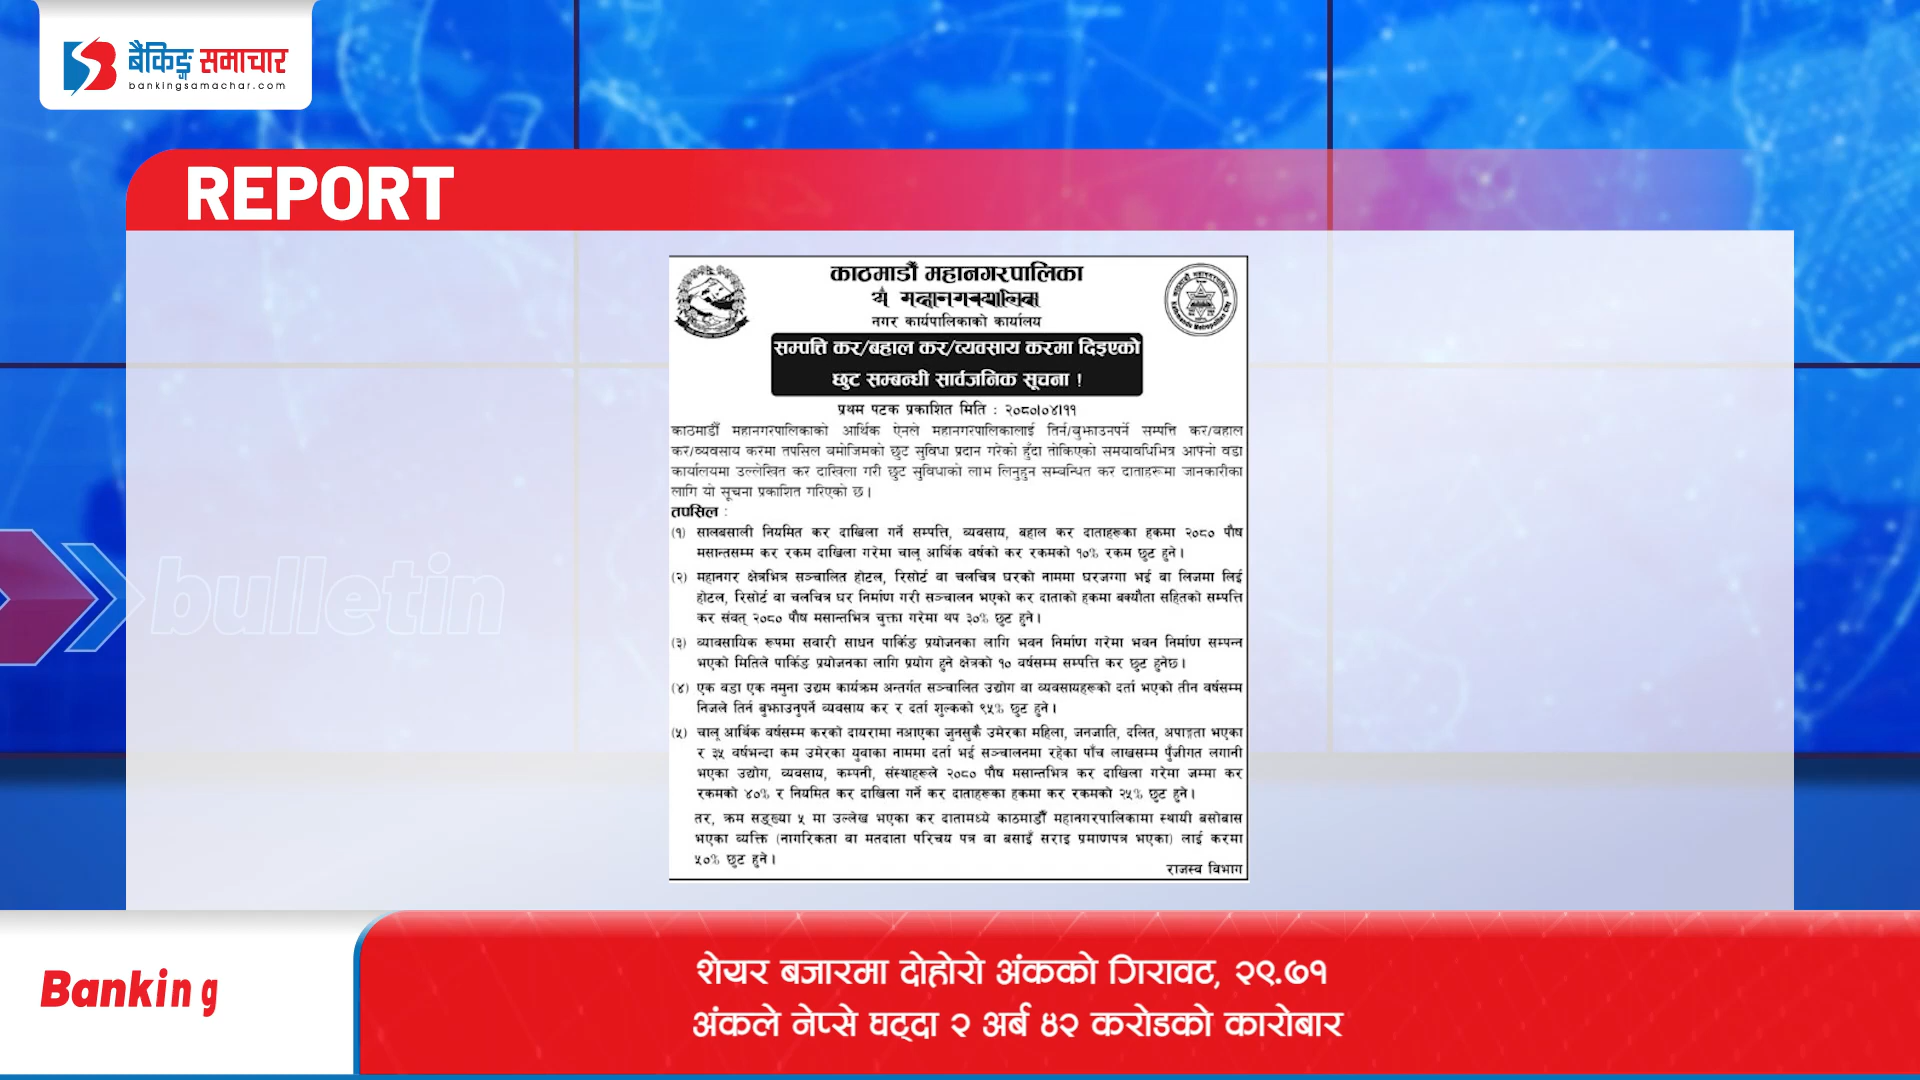 बैकिङ्ग समाचार
bankingsamachar.com
REPORT
काठमाडौं महानगरपालिका
नगर कार्यपालिकाको कार्यालय
सम्पत्ति कर/बहाल कर/व्यवसाय करमा दिइएको
छुट सम्बन्धी सार्वजनिक सूचना !
प्रथम पटक प्रकाशित मिति : २०८०।०४।११
काठमाडौँ महानगरपालिकाको आर्थिक ऐनले महानगरपालिकालाई तिर्न/बुझाउनपर्ने सम्पत्ति कर/बहाल
कर/व्यवसाय करमा तपसिल बमोजिमको छुट सुविधा प्रदान गरेको हुँदा तोकिएको समयावधिभित्र आफ्नो वडा
कार्यालयमा उल्लेखित कर दाखिला गरी छुट सुविधाको लाभ लिनुहुन सम्बन्धित कर दाताहरूमा जानकारीका
लागि यो सूचना प्रकाशित गरिएको छ।
तपसिल :
(१) सालबसाली नियमित कर दाखिला गर्ने सम्पत्ति, व्यवसाय, बहाल कर दाताहरूका हकमा २०८० पौष
मसान्तसम्म कर रकम दाखिला गरेमा चालू आर्थिक वर्षको कर रकमको १०% रकम छुट हुने।
(२) महानगर क्षेत्रभित्र सञ्चालित होटल, रिसोर्ट वा चलचित्र घरको नाममा घरजग्गा भई वा लिजमा लिई
होटल, रिसोर्ट वा चलचित्र घर निर्माण गरी सञ्चालन भएको कर दाताको हकमा बक्यौता सहितको सम्पत्ति
कर संवत् २०८० पौष मसान्तभित्र चुक्ता गरेमा थप ३०% छुट हुने।
(३) व्यावसायिक रूपमा सवारी साधन पार्किङ प्रयोजनका लागि भवन निर्माण गरेमा भवन निर्माण सम्पन्न
भएको मितिले पार्किङ प्रयोजनका लागि प्रयोग हुने क्षेत्रको १० वर्षसम्म सम्पत्ति कर छुट हुनेछ।
(४) एक वडा एक नमुना उद्यम कार्यक्रम अन्तर्गत सञ्चालित उद्योग वा व्यवसायहरूको दर्ता भएको तीन वर्षसम्म
निजले तिर्न बुझाउनुपर्ने व्यवसाय कर र दर्ता शुल्कको ९५% छुट हुने।
(५) चालू आर्थिक वर्षसम्म करको दायरामा नआएका जुनसुकै उमेरका महिला, जनजाति, दलित, अपाङ्गता भएका
र ३५ वर्षभन्दा कम उमेरका युवाका नाममा दर्ता भई सञ्चालनमा रहेका पाँच लाखसम्म पुँजीगत लगानी
भएका उद्योग, व्यवसाय, कम्पनी, संस्थाहरूले २०८० पौष मसान्तभित्र कर दाखिला गरेमा जम्मा कर
रकमको ४०% र नियमित कर दाखिला गर्ने कर दाताहरूका हकमा कर रकमको २५% छुट हुने।
तर, क्रम सङ्ख्या ५ मा उल्लेख भएका कर दातामध्ये काठमाडौँ महानगरपालिकामा स्थायी बसोबास
भएका व्यक्ति (नागरिकता वा मतदाता परिचय पत्र वा बसाइँ सराइ प्रमाणपत्र भएका) लाई करमा
५०% छुट हुने।
राजस्व विभाग
bulletin
Banking
शेयर बजारमा दोहोरो अंकको गिरावट, २९.७१
अंकले नेप्से घट्दा २ अर्ब ४२ करोडको कारोबार